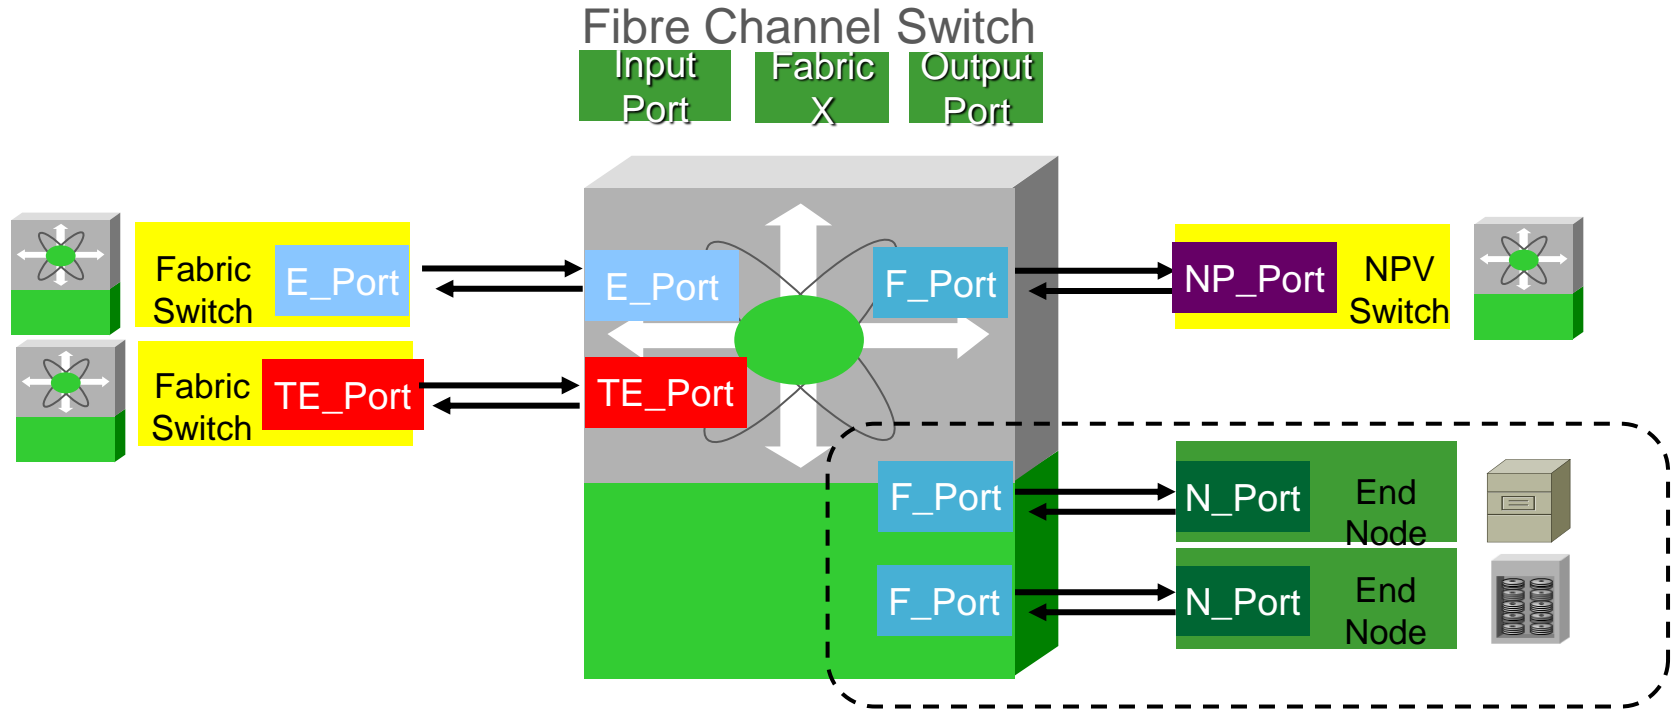 Fibre Channel Switch
Input
Port
Fabric
X
Output
Port
Fabric
Switch
E_Port
E_Port
F_Port
NP_Port
NPV
Switch
Fabric
Switch
TE_Port
TE_Port
F_Port
N_Port
End
Node
F_Port
N_Port
End
Node